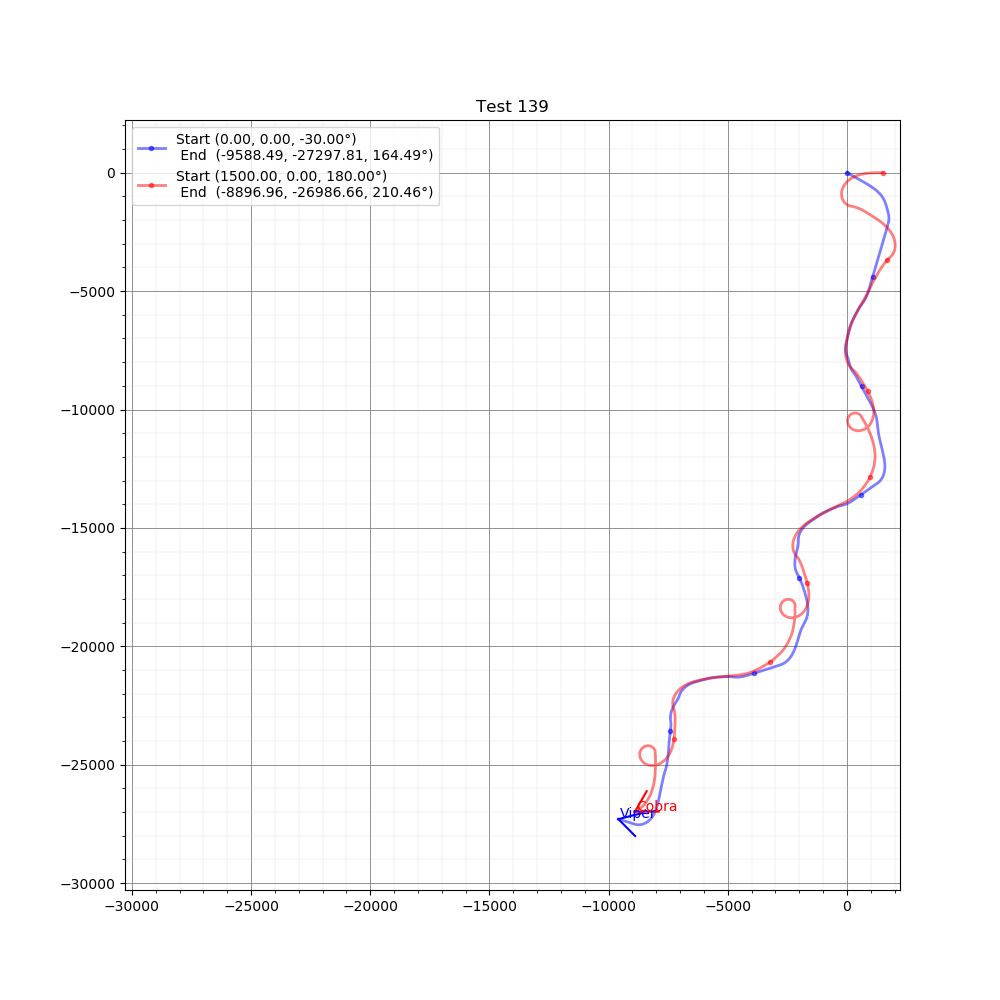 Test 139
Start (0.00, 0.00, -30.00°)
End  (-9588.49, -27297.81, 164.49°)
Start (1500.00, 0.00, 180.00°)
End  (-8896.96, -26986.66, 210.46°)
0
−5000
−10000
−15000
−20000
−25000
−30000
Cobra
Viper
−30000 −25000 −20000 −15000 −10000 −5000 0